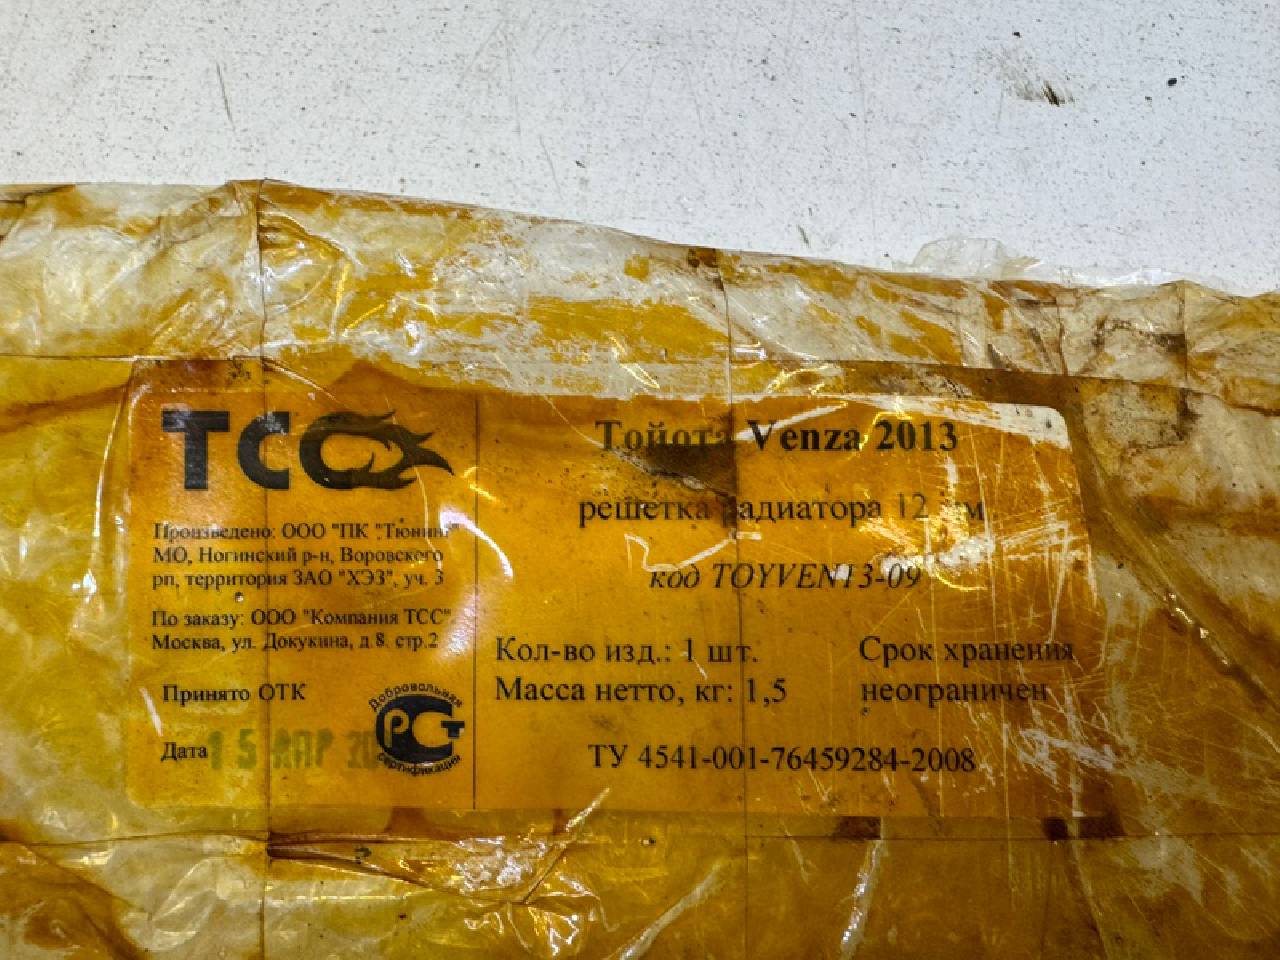 ТСС
Произведено: ООО "ПК "Тюнинг"
МО, Ногинский р-н, Воровского
рп, территория ЗАО "ХЭЗ", уч. 3
По заказу: ООО "Компания ТСС"
Москва, ул. Докукина, д.8. стр.2
Принято ОТК
Дата 15 АПР
Добровольная
РСТ
сертификация
Тойота Venza 2013
решетка радиатора 12
код TOYVEN13-09
Кол-во изд.: 1 шт.
Масса нетто, кг: 1,5
Срок хранения
неограничен
ТУ 4541-001-76459284-2008